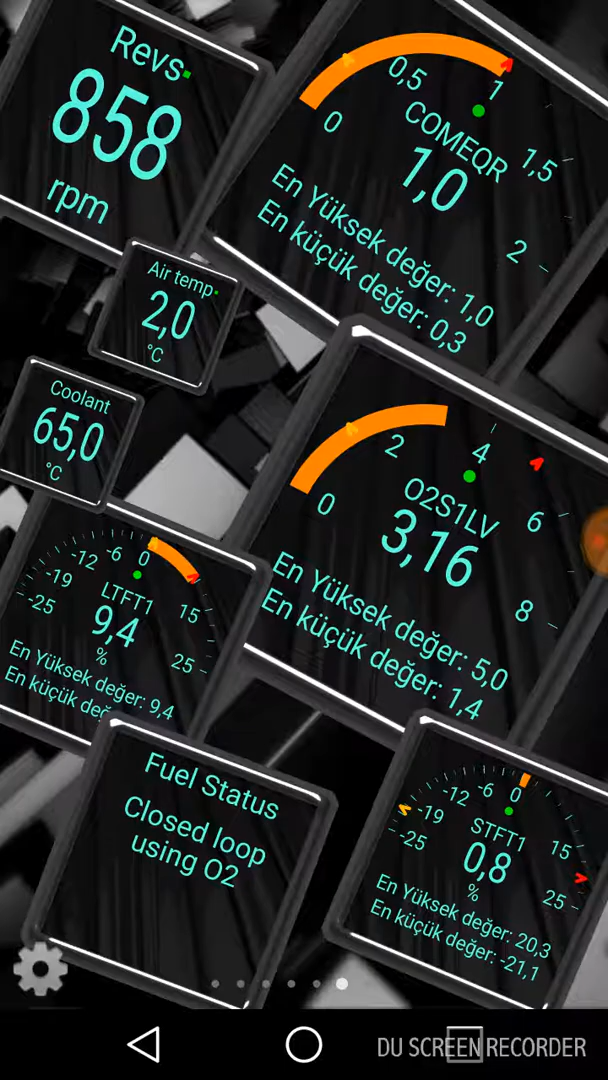 Revs
858
rpm
0
0,5
1
1,5
2
COMEQR
1,0
En Yüksek değer: 1,0
En küçük değer: 0,3
Air temp
2,0
°C
Coolant
65,0
°C
0
2
4
6
8
O2S1LV
3,16
En Yüksek değer: 5,0
En küçük değer: 1,4
-25
-19
-12
-6
0
15
25
LTFT1
9,4
%
En Yüksek değer: 9,4
En küçük değ
Fuel Status
Closed loop
using O2
-25
-19
-12
-6
0
15
25
STFT1
0,8
%
En Yüksek değer: 20,3
En küçük değer: -21,1
DU SCREEN RECORDER